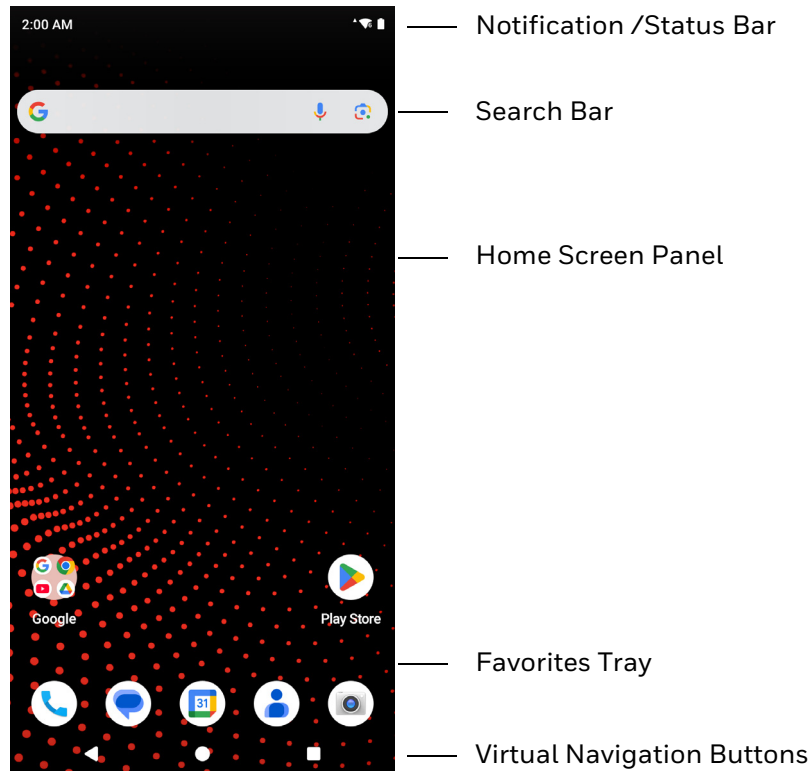 2:00 AM
Notification /Status Bar
G
Search Bar
Home Screen Panel
G
Google
Play Store
Favorites Tray
31
Virtual Navigation Buttons